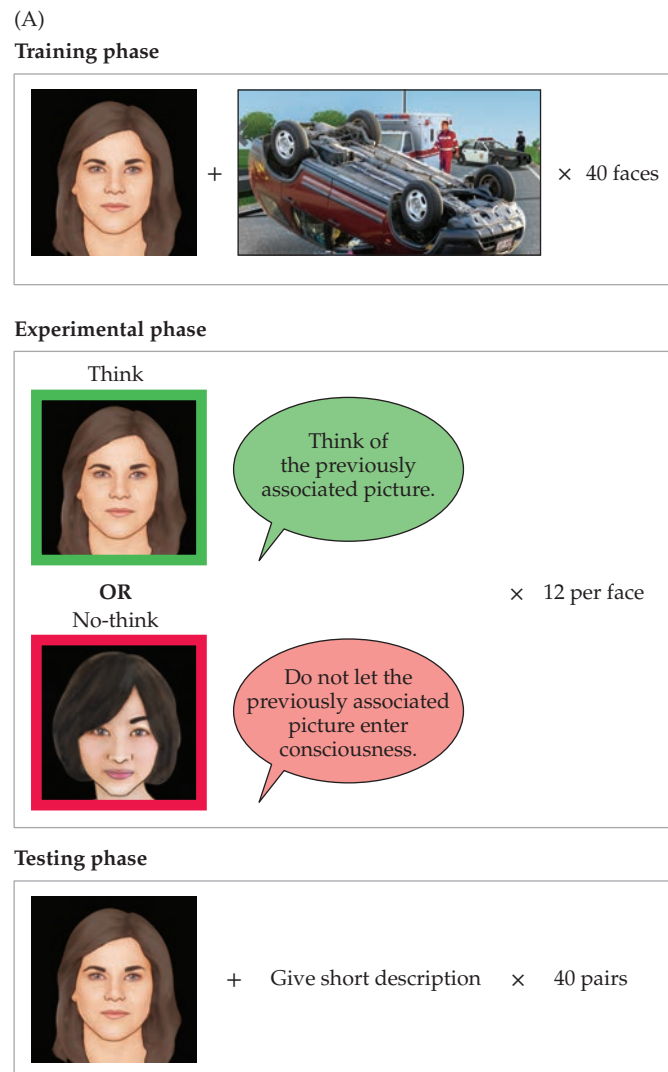 (A)
Training phase
+
× 40 faces
Experimental phase
Think
Think of
the previously
associated picture.
OR
× 12 per face
No-think
Do not let the
previously associated
picture enter
consciousness.
Testing phase
+ Give short description × 40 pairs